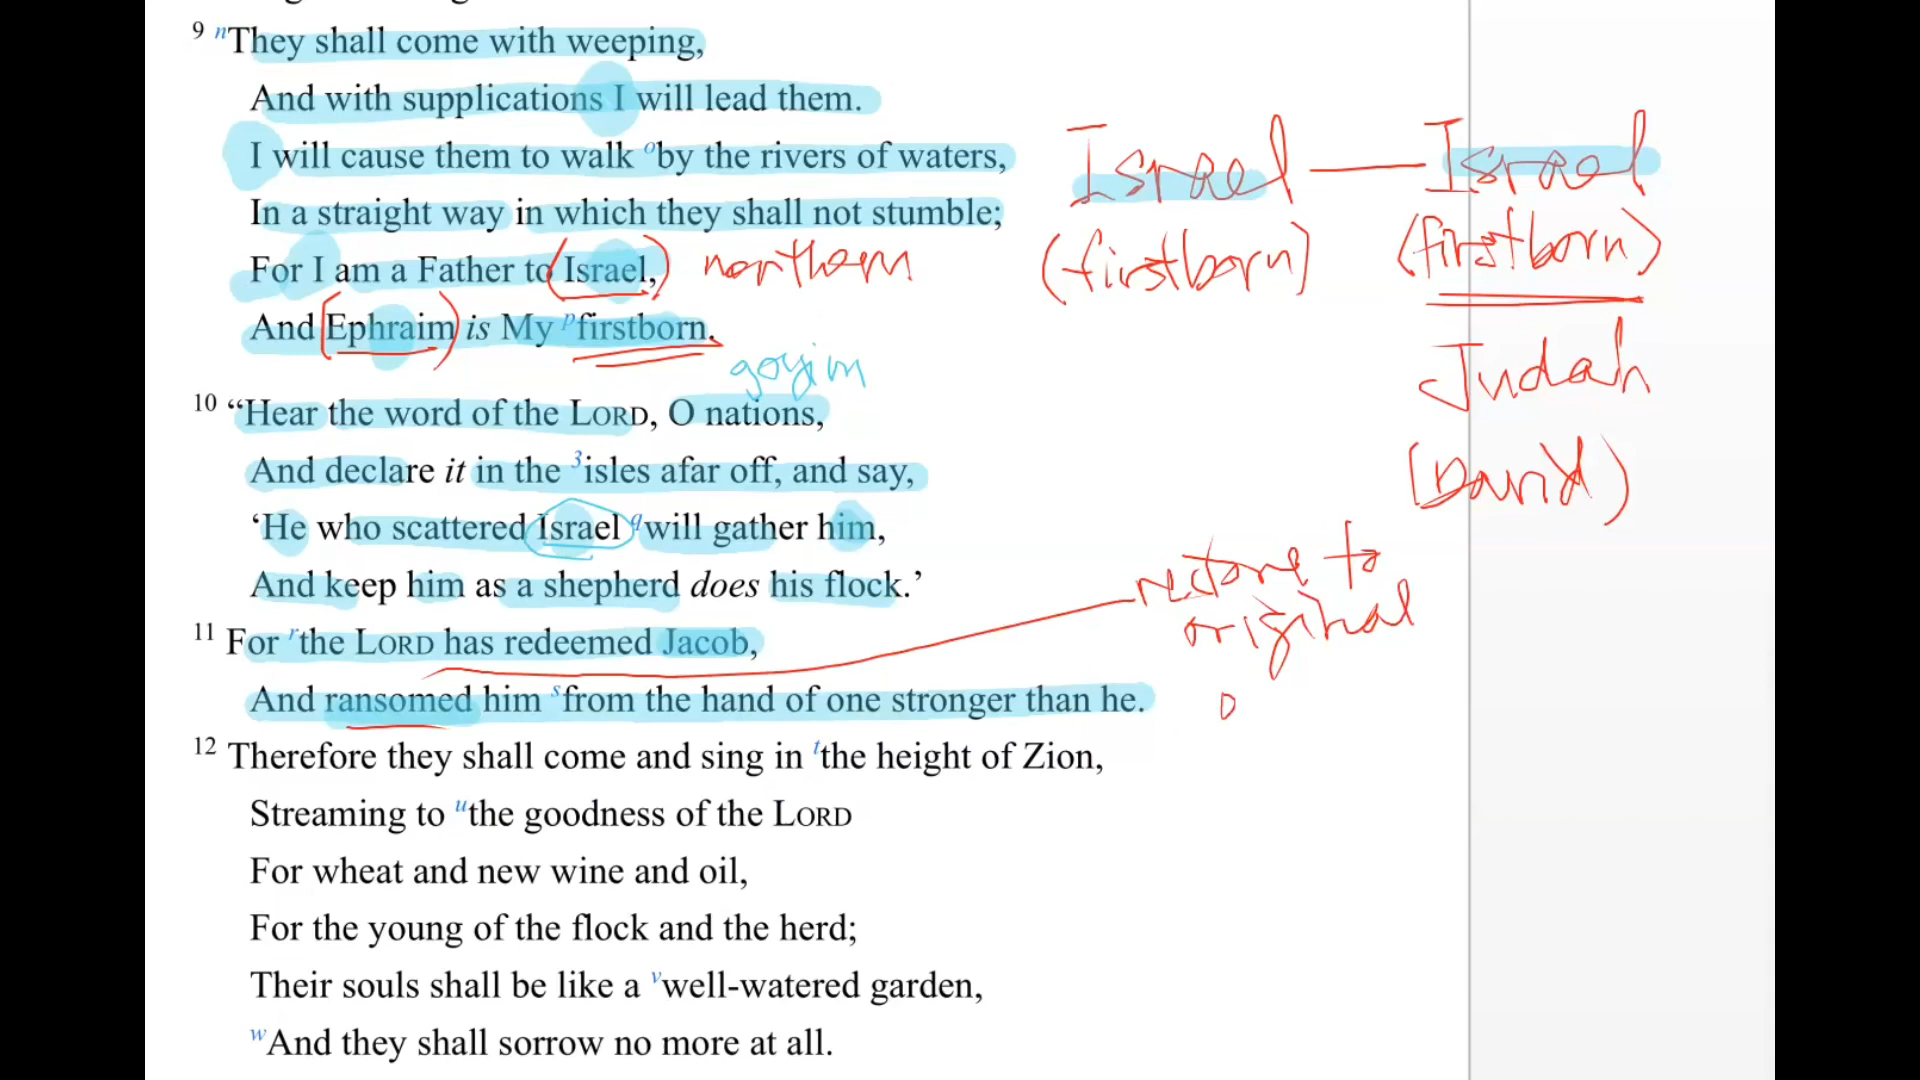 9 nThey shall come with weeping,
And with supplications I will lead them.
I will cause them to walk oby the rivers of waters,
In a straight way in which they shall not stumble;
For I am a Father to Israel, northern
And Ephraim is My pfirstborn.
Israel — Israel
(firstborn) (firstborn)
Judah
(David)
goyim
10 “Hear the word of the LORD, O nations,
And declare it in the 3isles afar off, and say,
‘He who scattered Israel qwill gather him,
And keep him as a shepherd does his flock.’
restore to
original
11 For rthe LORD has redeemed Jacob,
And ransomed him sfrom the hand of one stronger than he.
12 Therefore they shall come and sing in tthe height of Zion,
Streaming to uthe goodness of the LORD
For wheat and new wine and oil,
For the young of the flock and the herd;
Their souls shall be like a vwell-watered garden,
wAnd they shall sorrow no more at all.